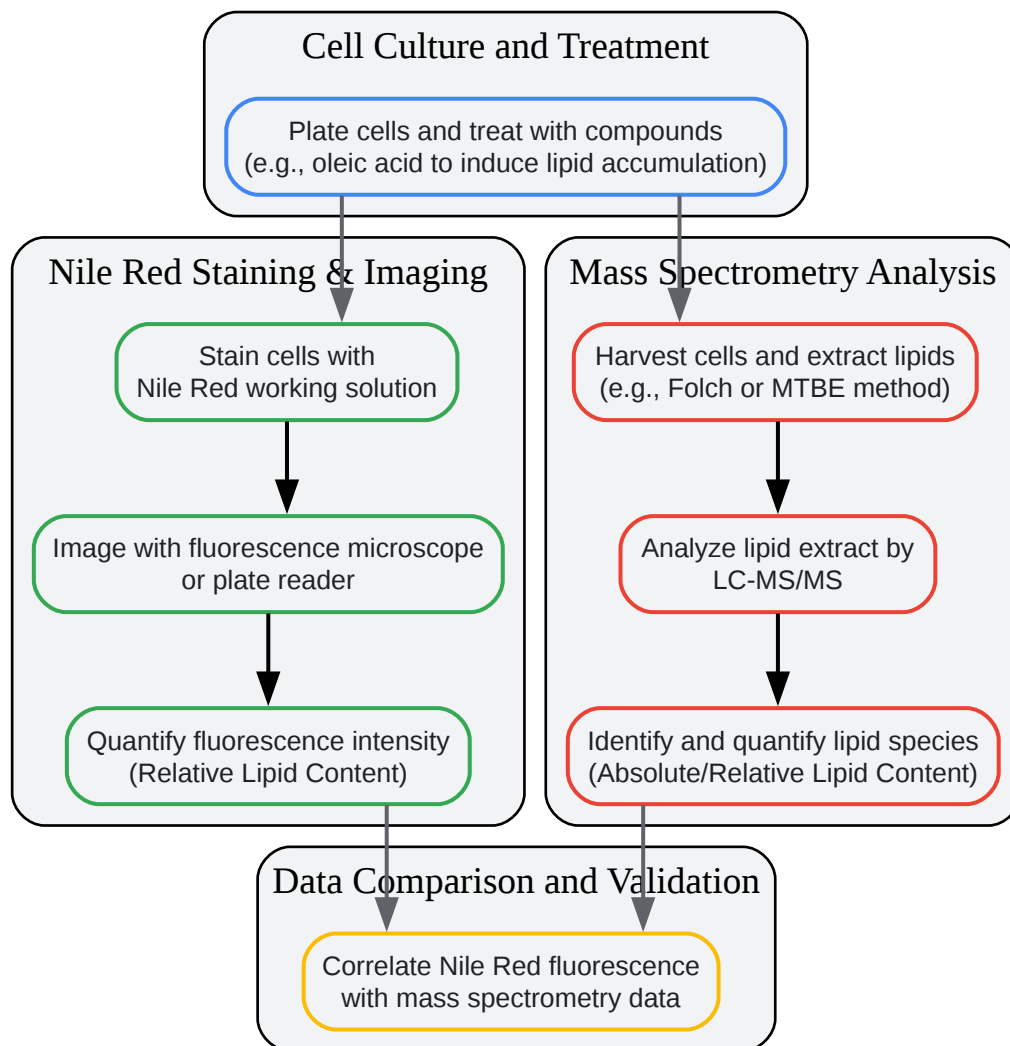 Cell Culture and Treatment
Plate cells and treat with compounds
(e.g., oleic acid to induce lipid accumulation)
Nile Red Staining & Imaging
Stain cells with
Nile Red working solution
Image with fluorescence microscope
or plate reader
Quantify fluorescence intensity
(Relative Lipid Content)
Mass Spectrometry Analysis
Harvest cells and extract lipids
(e.g., Folch or MTBE method)
Analyze lipid extract by
LC-MS/MS
Identify and quantify lipid species
(Absolute/Relative Lipid Content)
Data Comparison and Validation
Correlate Nile Red fluorescence
with mass spectrometry data